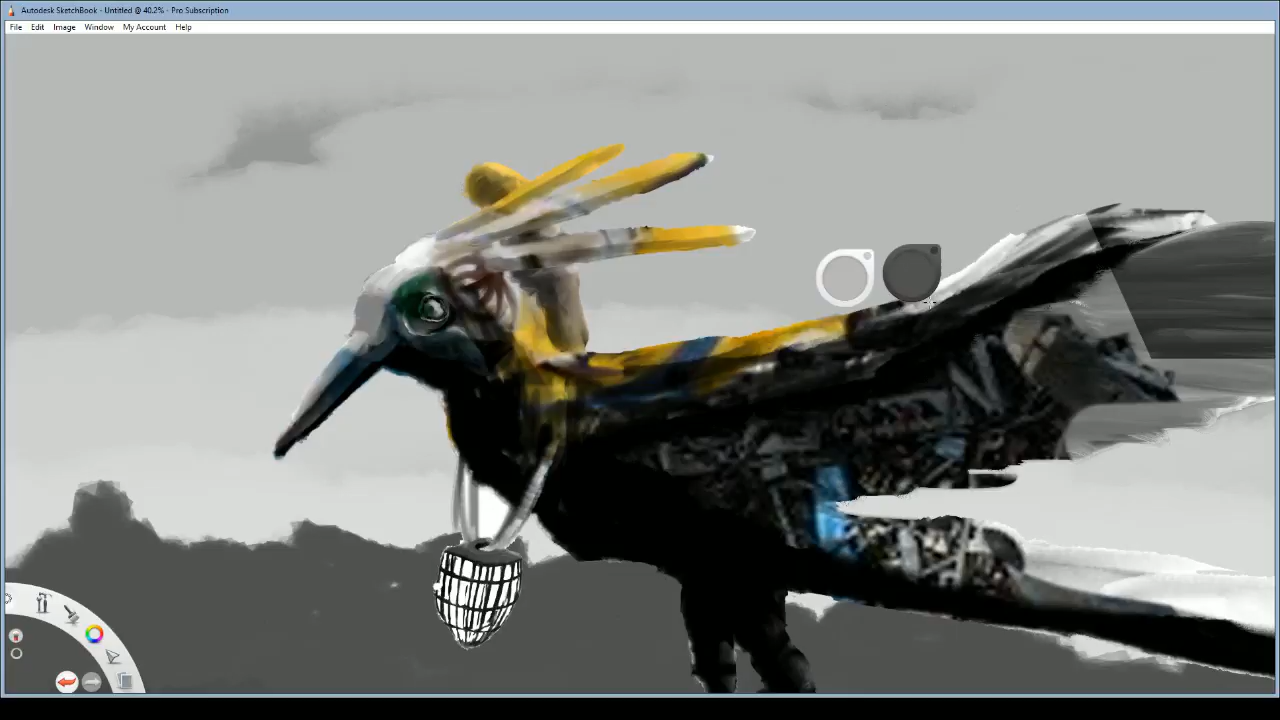 Autodesk SketchBook - Untitled @ 40.2% - Pro Subscription
File Edit Image Window My Account Help